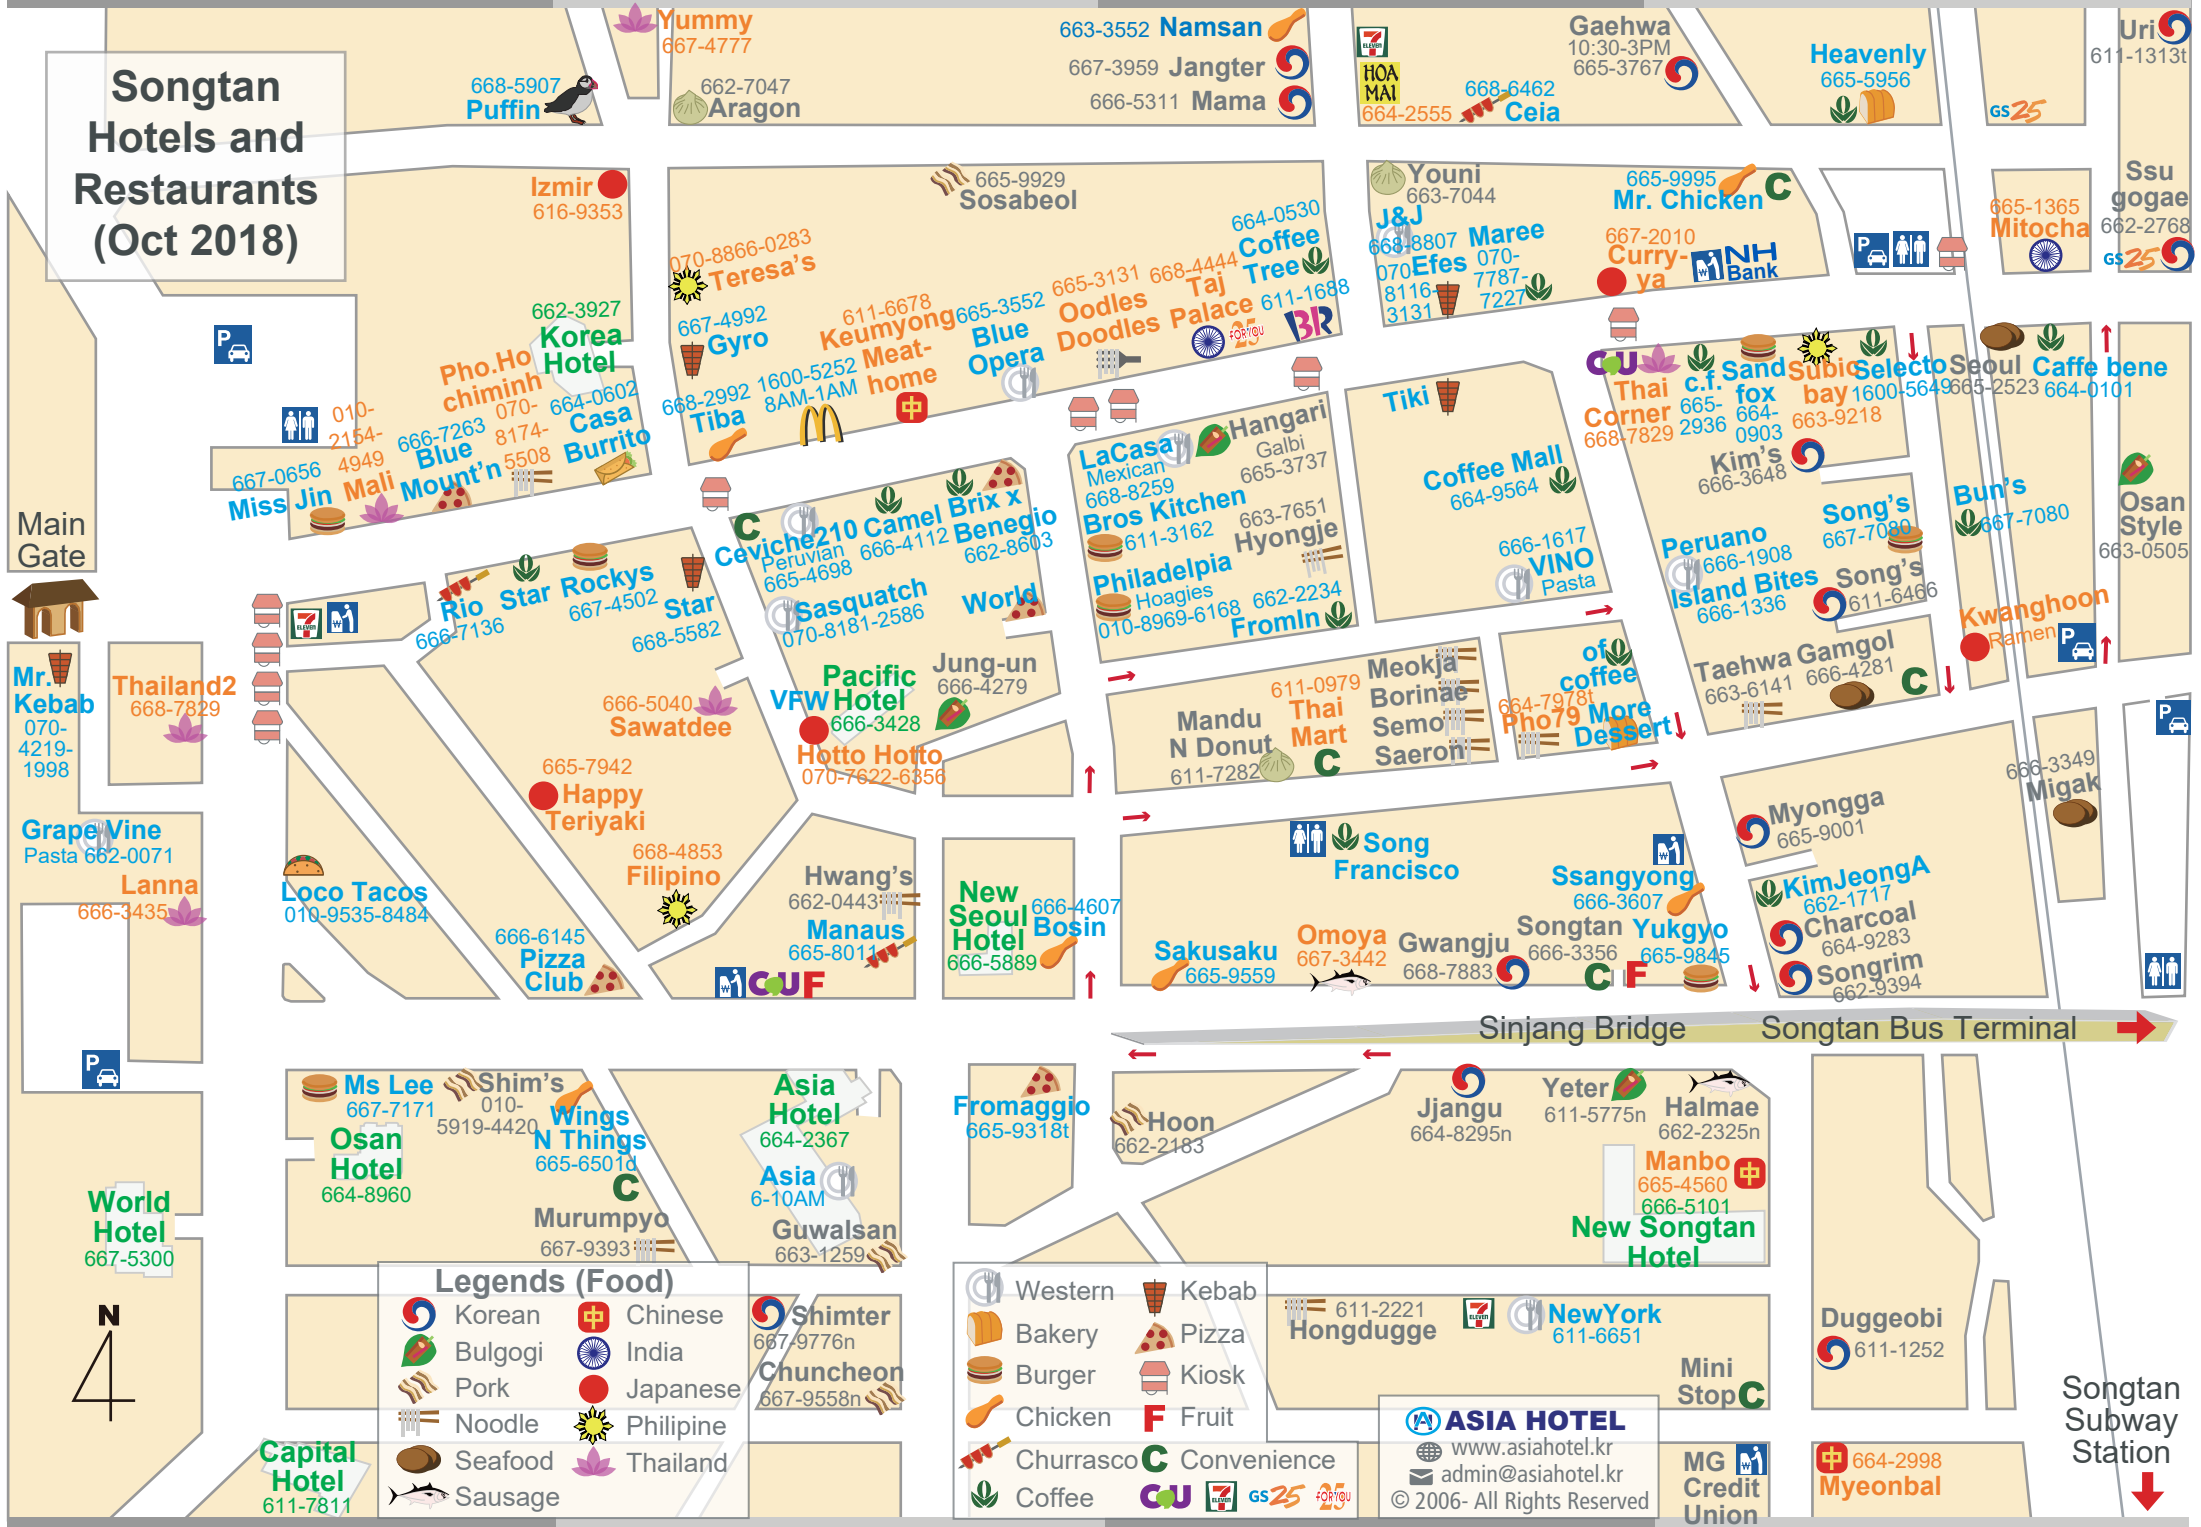 Songtan
Hotels and
Restaurants
(Oct 2018)
Yummy
667-4777
668-5907
Puffin
662-7047
Aragon
663-3552 Namsan
667-3959 Jangter
666-5311 Mama
ELEVEN
HOA
MAI
664-2555
668-6462
Ceia
Gaehwa
10:30-3PM
665-3767
Heavenly
665-5956
GS25
Uri
611-1313t
Izmir
616-9353
665-9929
Sosabeol
Youni
663-7044
665-9995
Mr. Chicken
C
665-1365
Mitocha
Ssu
gogae
662-2768
GS25
070-8866-0283
Teresa's
667-4992
Gyro
611-6678
Keumyong
Meat-
home
665-3552
Blue
Opera
665-3131
Oodles
Doodles
668-4444
Taj
Palace
FOR YOU
25
664-0530
Coffee
Tree
611-1688
BR
J&J
668-8807
070-
8116-
3131
Efes
Maree
070-
7787-
7227
667-2010
Curry-
ya
NH
Bank
P
P
662-3927
Korea
Hotel
Pho.Ho
chiminh
070-
8174-
5508
664-0602
Casa
Burrito
668-2992
Tiba
1600-5252
8AM-1AM
010-
2154-
4949
Mali
666-7263
Blue
Mount'n
667-0656
Miss Jin
Tiki
CU
Thai
Corner
668-7829
c.f.
665-
2936
Sand
fox
664-
0903
Subic
bay
663-9218
Selecto
1600-5649
Seoul
665-2523
Caffe bene
664-0101
LaCasa
Mexican
668-8259
Hangari
Galbi
665-3737
Coffee Mall
664-9564
Kim's
666-3648
Main
Gate
C
Ceviche210
Peruvian
665-4698
Camel
666-4112
Brix x
Benegio
662-8603
Bros Kitchen
611-3162
663-7651
Hyongje
666-1617
VINO
Pasta
Peruano
666-1908
Song's
667-7080
Bun's
667-7080
Osan
Style
663-0505
Rio
666-7136
Star
Rockys
667-4502
Star
668-5582
Sasquatch
070-8181-2586
World
Philadelpia
Hoagies
010-8969-6168
662-2234
FromIn
Island Bites
666-1336
Song's
611-6466
Kwanghoon
Ramen
P
ELEVEN
Mr.
Kebab
070-
4219-
1998
Thailand2
668-7829
666-5040
Sawatdee
VFW
Pacific
Hotel
666-3428
Jung-un
666-4279
Hotto Hotto
070-7622-6356
Mandu
N Donut
611-7282
611-0979
Thai
Mart
C
Meokja
Borinae
Semo
Saeron
of
coffee
664-7978t
Pho79
More
Dessert
Taehwa
663-6141
Gamgol
666-4281
C
P
665-7942
Happy
Teriyaki
666-3349
Migak
Grape Vine
Pasta 662-0071
Lanna
666-3435
Loco Tacos
010-9535-8484
668-4853
Filipino
Hwang's
662-0443
Manaus
665-8011
New
Seoul
Hotel
666-5889
666-4607
Bosin
Song
Francisco
Ssangyong
666-3607
Myongga
665-9001
KimJeongA
662-1717
Charcoal
664-9283
Songrim
662-9394
666-6145
Pizza
Club
CU
F
Sakusaku
665-9559
Omoya
667-3442
Gwangju
668-7883
Songtan
666-3356
C
F
Yukgyo
665-9845
Sinjang Bridge
Songtan Bus Terminal
P
Ms Lee
667-7171
Shim's
010-
5919-4420
Wings
N Things
665-6501d
C
Osan
Hotel
664-8960
Asia
Hotel
664-2367
Asia
6-10AM
Fromaggio
665-9318t
Hoon
662-2183
Jjangu
664-8295n
Yeter
611-5775n
Halmae
662-2325n
Manbo
665-4560
666-5101
New Songtan
Hotel
World
Hotel
667-5300
Murumpyo
667-9393
Guwalsan
663-1259
N
Legends (Food)
Korean
Bulgogi
Pork
Noodle
Seafood
Sausage
Chinese
India
Japanese
Philipine
Thailand
Shimter
667-9776n
Chuncheon
667-9558n
Western
Bakery
Burger
Chicken
Churrasco
Coffee
Kebab
Pizza
Kiosk
F Fruit
C Convenience
CU
ELEVEN
GS25
FOR YOU
25
611-2221
Hongdugge
ELEVEN
NewYork
611-6651
Mini
Stop C
Duggeobi
611-1252
ASIA HOTEL
www.asiahotel.kr
admin@asiahotel.kr
© 2006- All Rights Reserved
MG
Credit
Union
664-2998
Myeonbal
Songtan
Subway
Station
Capital
Hotel
611-7811